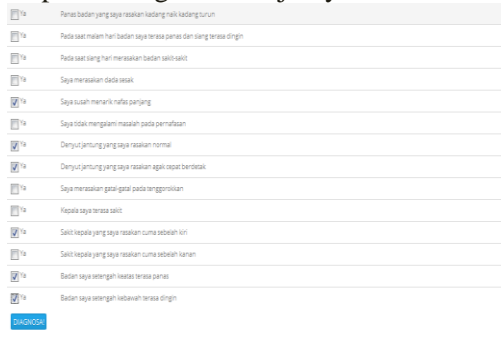 Ya Panas badan yang saya rasakan kadang naik kadang turun
Ya Pada saat malam hari badan saya terasa panas dan siang terasa dingin
Ya Pada saat siang hari merasakan badan sakit-sakit
Ya Saya merasakan dada sesak
Ya Saya susah menarik nafas panjang
Ya Saya tidak mengalami masalah pada pernafasan
Ya Denyut jantung yang saya rasakan normal
Ya Denyut jantung yang saya rasakan agak cepat berdetak
Ya Saya merasakan gatal-gatal pada tenggorokkan
Ya Kepala saya terasa sakit
Ya Sakit kepala yang saya rasakan cuma sebelah kiri
Ya Sakit kepala yang saya rasakan cuma sebelah kanan
Ya Badan saya setengah keatas terasa panas
Ya Badan saya setengah kebawah terasa dingin
DIAGNOSA!